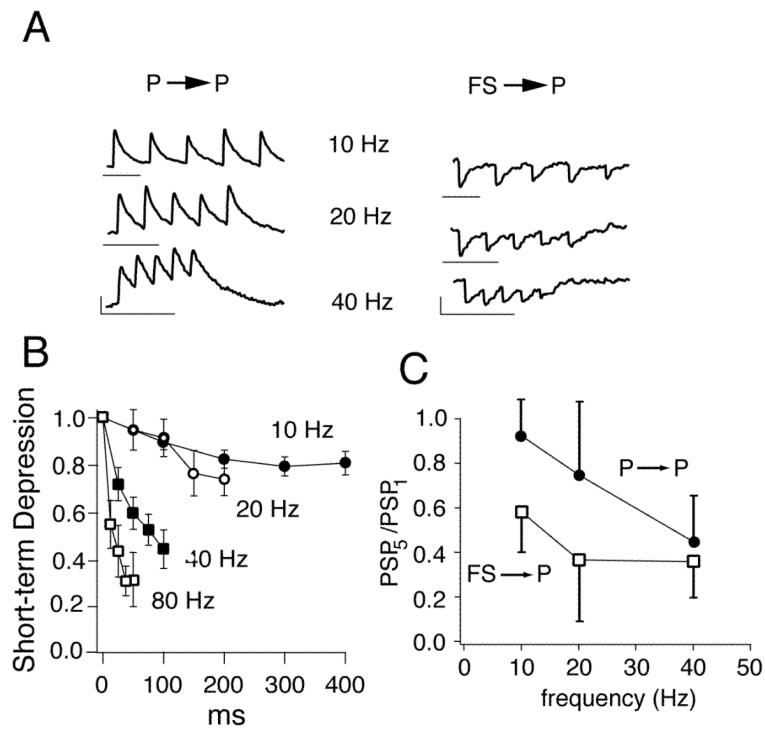 A
P → P
FS → P
10 Hz
20 Hz
40 Hz
B
Short-term Depression
1.0
0.8
0.6
0.4
0.2
0.0
10 Hz
20 Hz
40 Hz
80 Hz
0 100 200 300 400
ms
C
PSP5/PSP1
1.0
0.8
0.6
0.4
0.2
0.0
P → P
FS → P
0 10 20 30 40 50
frequency (Hz)